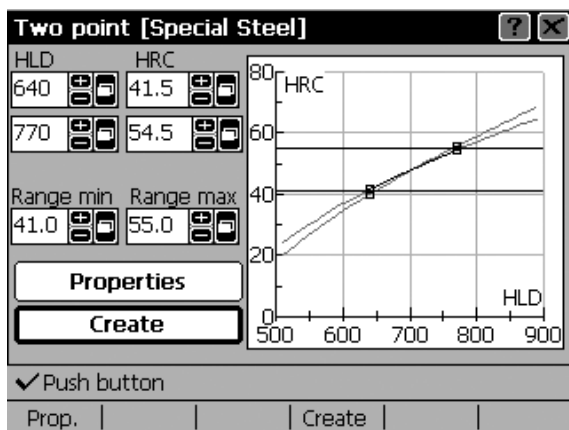 Two point [Special Steel] ? X
HLD HRC
640 41.5
770 54.5
Range min Range max
41.0 55.0
Properties
Create
80
HRC
60
40
20
0
HLD
500 600 700 800 900
Push button
Prop. Create